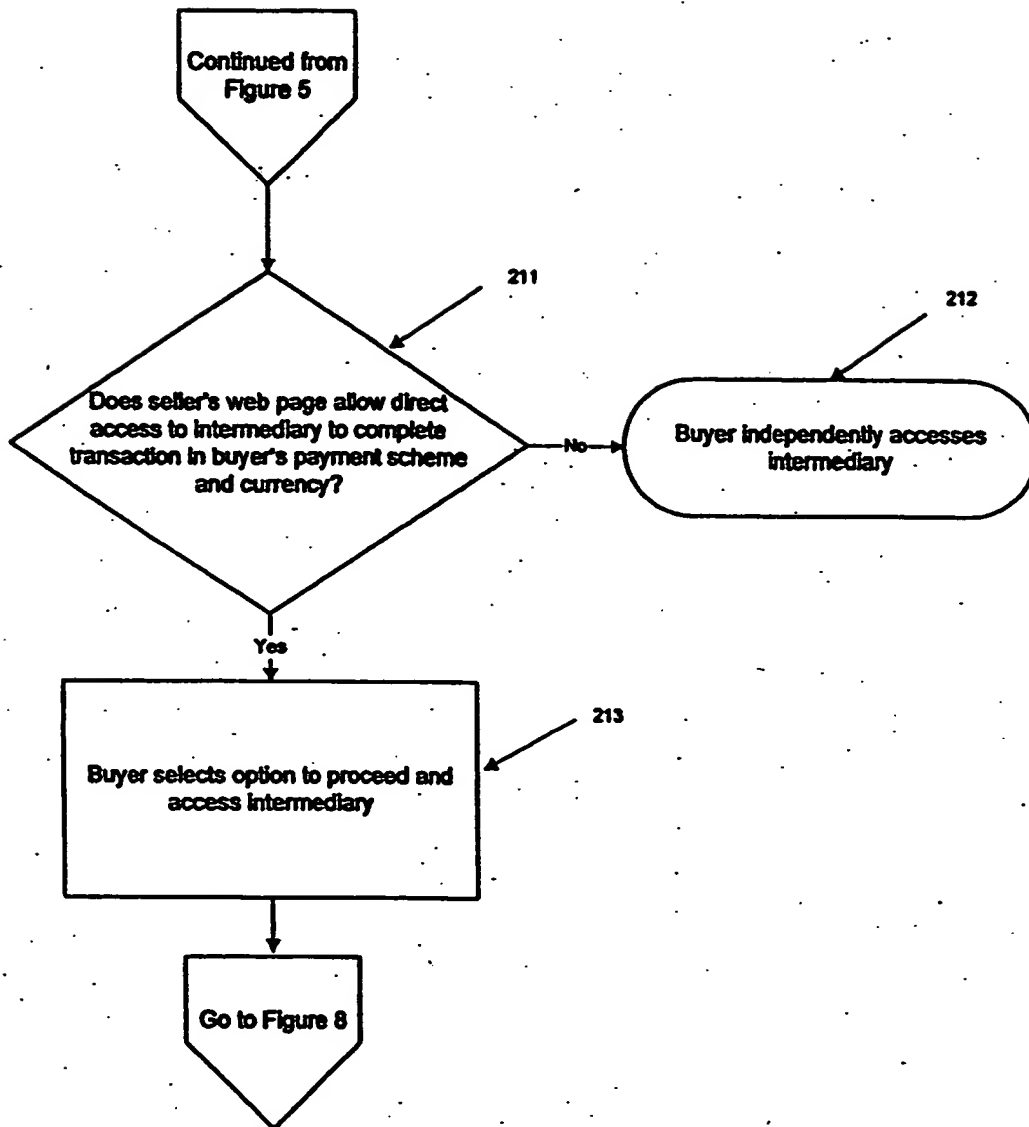 Continued from
Figure 5
211
212
Does seller's web page allow direct
access to intermediary to complete
transaction in buyer's payment scheme
and currency?
No
Buyer independently accesses
intermediary
Yes
213
Buyer selects option to proceed and
access intermediary
Go to Figure 8